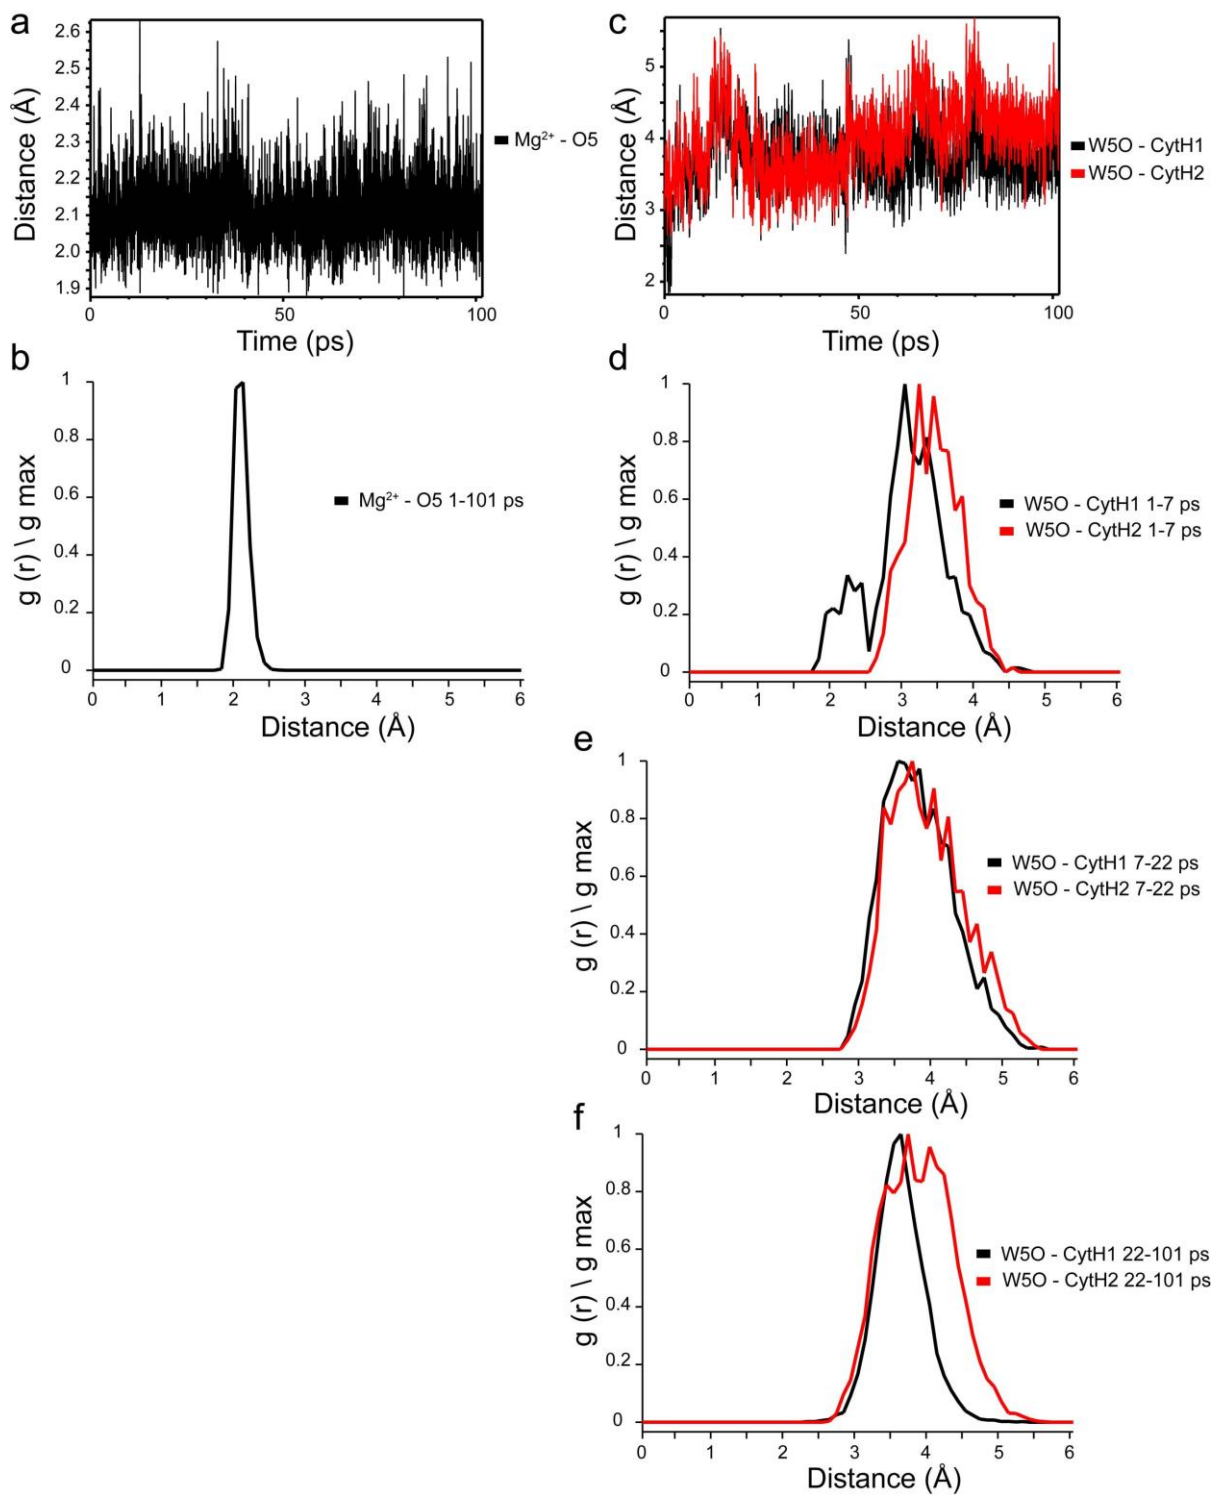 a
2.6
2.5
2.4
2.3
2.2
2.1
2.0
1.9
Distance (Å)
0
50
100
Time (ps)
Mg²⁺ - O5
c
5
4
3
2
Distance (Å)
0
50
100
Time (ps)
W5O - CytH1
W5O - CytH2
b
1
0.8
0.6
0.4
0.2
0
g (r) \ g max
0 1 2 3 4 5 6
Distance (Å)
Mg²⁺ - O5 1-101 ps
d
1
0.8
0.6
0.4
0.2
0
g (r) \ g max
0 1 2 3 4 5 6
Distance (Å)
W5O - CytH1 1-7 ps
W5O - CytH2 1-7 ps
e
1
0.8
0.6
0.4
0.2
0
g (r) \ g max
0 1 2 3 4 5 6
Distance (Å)
W5O - CytH1 7-22 ps
W5O - CytH2 7-22 ps
f
1
0.8
0.6
0.4
0.2
0
g (r) \ g max
0 1 2 3 4 5 6
Distance (Å)
W5O - CytH1 22-101 ps
W5O - CytH2 22-101 ps